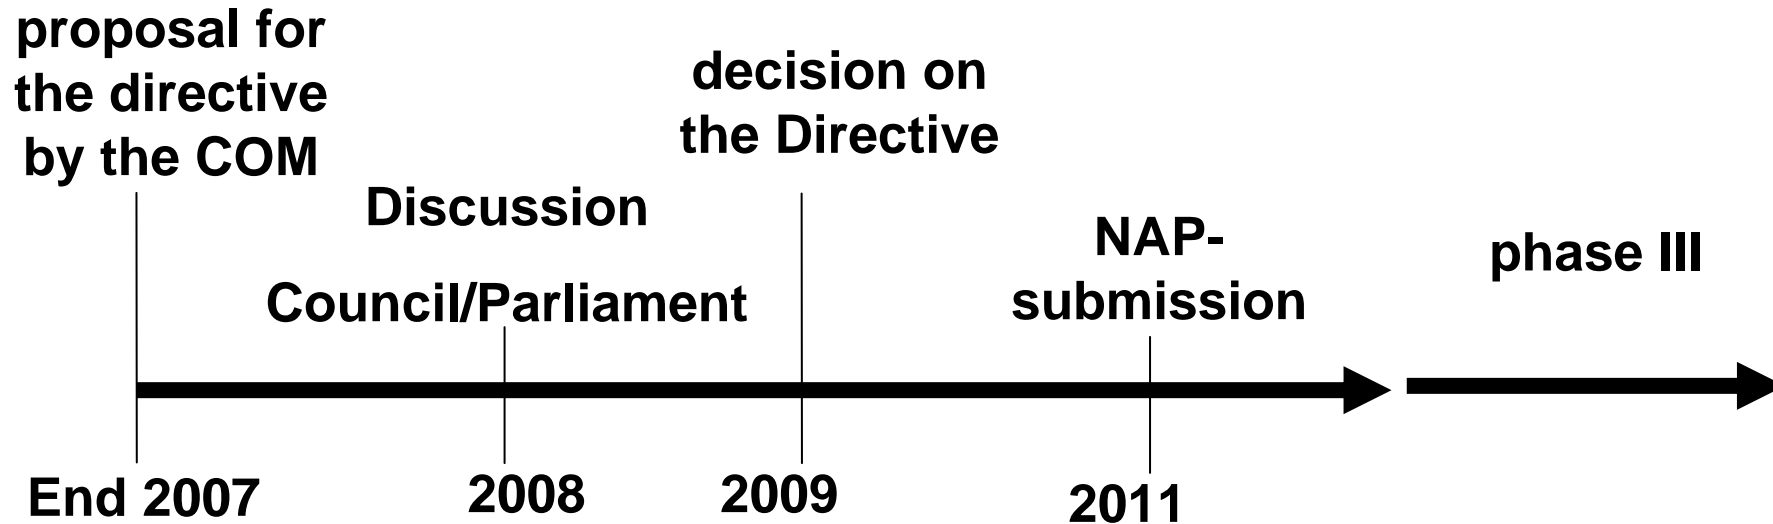 proposal for
the directive
by the COM
Discussion
Council/Parliament
decision on
the Directive
NAP-
submission
phase III
End 2007
2008
2009
2011